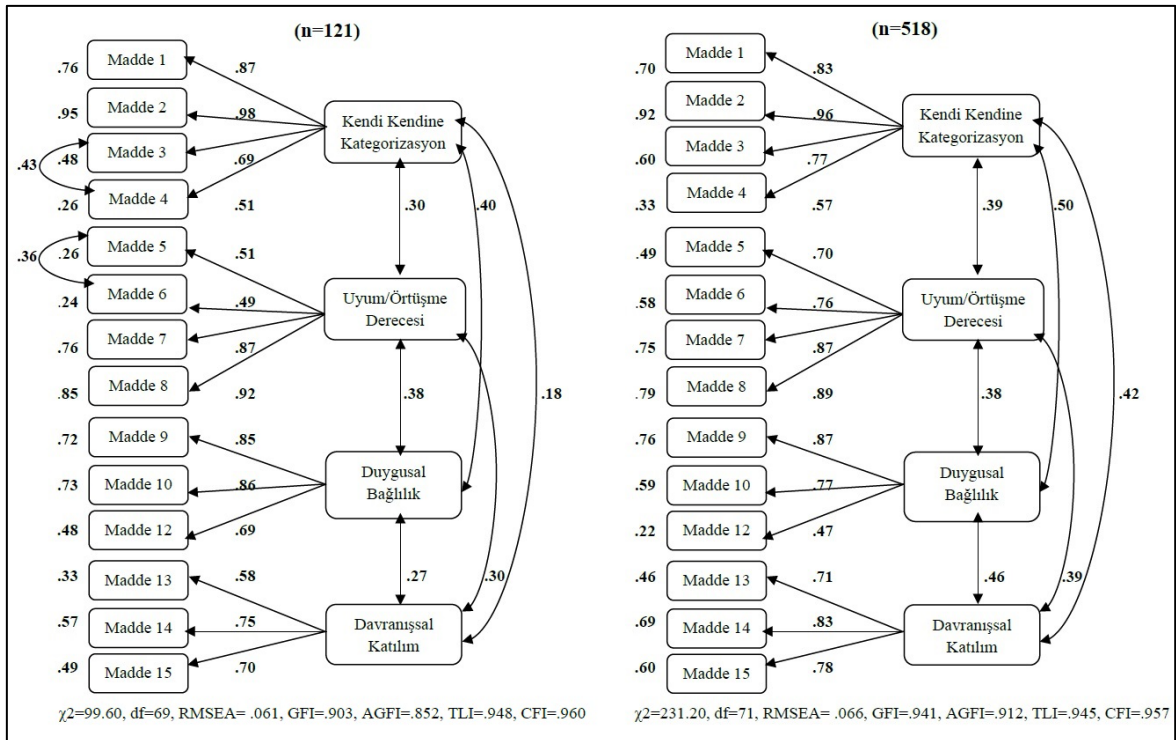 (n=121)
.76 Madde 1 .87
.95 Madde 2 .98
Kendi Kendine
Kategorizasyon
.43 .48 Madde 3 .69
.26 Madde 4 .51
.30 .40
.36 .26 Madde 5 .51
.24 Madde 6 .49
Uyum/Örtüşme
Derecesi
.76 Madde 7 .87
.85 Madde 8 .92
.38 .18
.72 Madde 9 .85
.73 Madde 10 .86
Duygusal
Bağlılık
.48 Madde 12 .69
.33 Madde 13 .58
.27 .30
.57 Madde 14 .75
Davranışsal
Katılım
.49 Madde 15 .70
χ2=99.60, df=69, RMSEA= .061, GFI=.903, AGFI=.852, TLI=.948, CFI=.960
(n=518)
.70 Madde 1 .83
.92 Madde 2 .96
Kendi Kendine
Kategorizasyon
.60 Madde 3 .77
.33 Madde 4 .57
.39 .50
.49 Madde 5 .70
.58 Madde 6 .76
Uyum/Örtüşme
Derecesi
.75 Madde 7 .87
.79 Madde 8 .89
.38 .42
.76 Madde 9 .87
.59 Madde 10 .77
Duygusal
Bağlılık
.22 Madde 12 .47
.46 Madde 13 .71
.46 .39
.69 Madde 14 .83
Davranışsal
Katılım
.60 Madde 15 .78
χ2=231.20, df=71, RMSEA= .066, GFI=.941, AGFI=.912, TLI=.945, CFI=.957